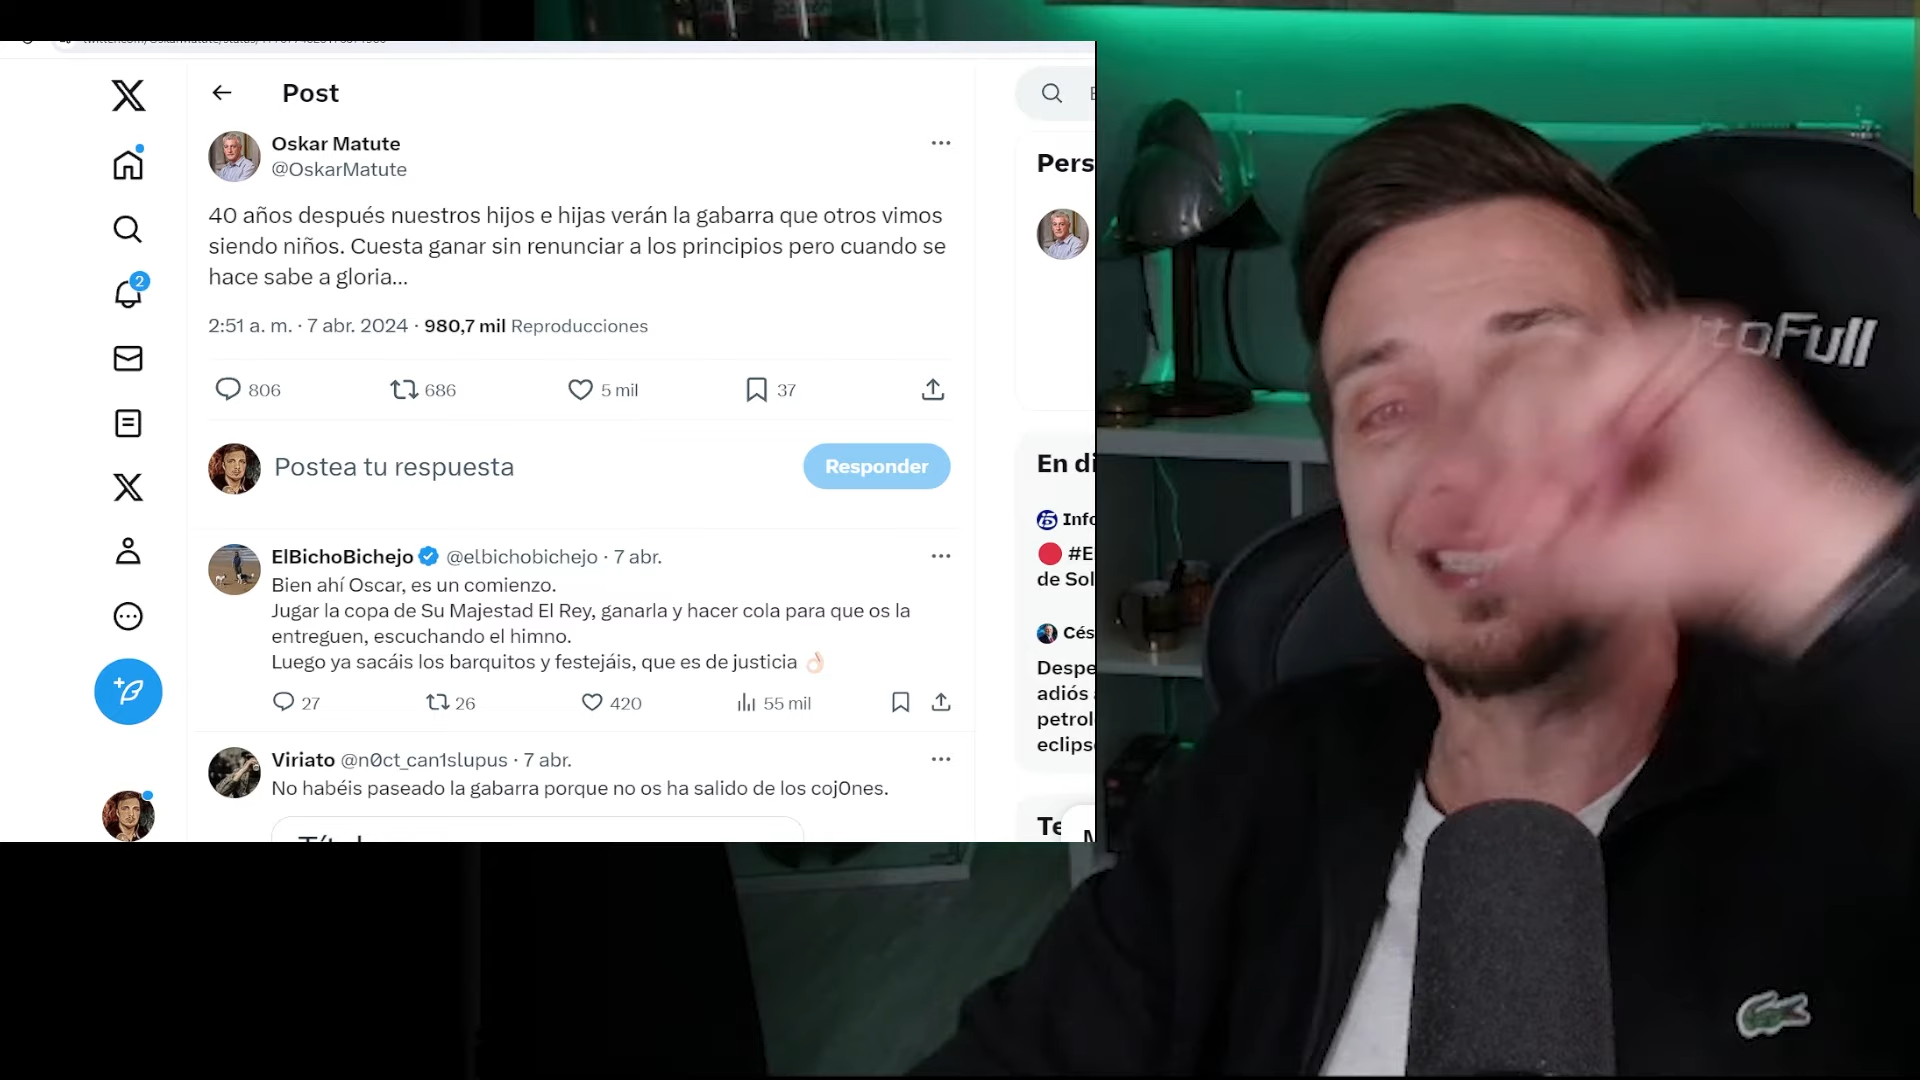 Post
Oskar Matute
@OskarMatute
40 años después nuestros hijos e hijas verán la gabarra que otros vimos
siendo niños. Cuesta ganar sin renunciar a los principios pero cuando se
hace sabe a gloria...
2:51 a. m. · 7 abr. 2024 · 980,7 mil Reproducciones
806 686 5 mil 37
Postea tu respuesta
Responder
ElBichoBichejo @elbichobichejo · 7 abr.
Bien ahí Oscar, es un comienzo.
Jugar la copa de Su Majestad El Rey, ganarla y hacer cola para que os la
entreguen, escuchando el himno.
Luego ya sacáis los barquitos y festejáis, que es de justicia 👌🏻
27 26 420 55 mil
Viriato @n0ct_can1slupus · 7 abr.
No habéis paseado la gabarra porque no os ha salido de los coj0nes.
2
Pers
En di
Info
#E
de Sol
Cés
Despe
adiós
petrol
eclips
Te